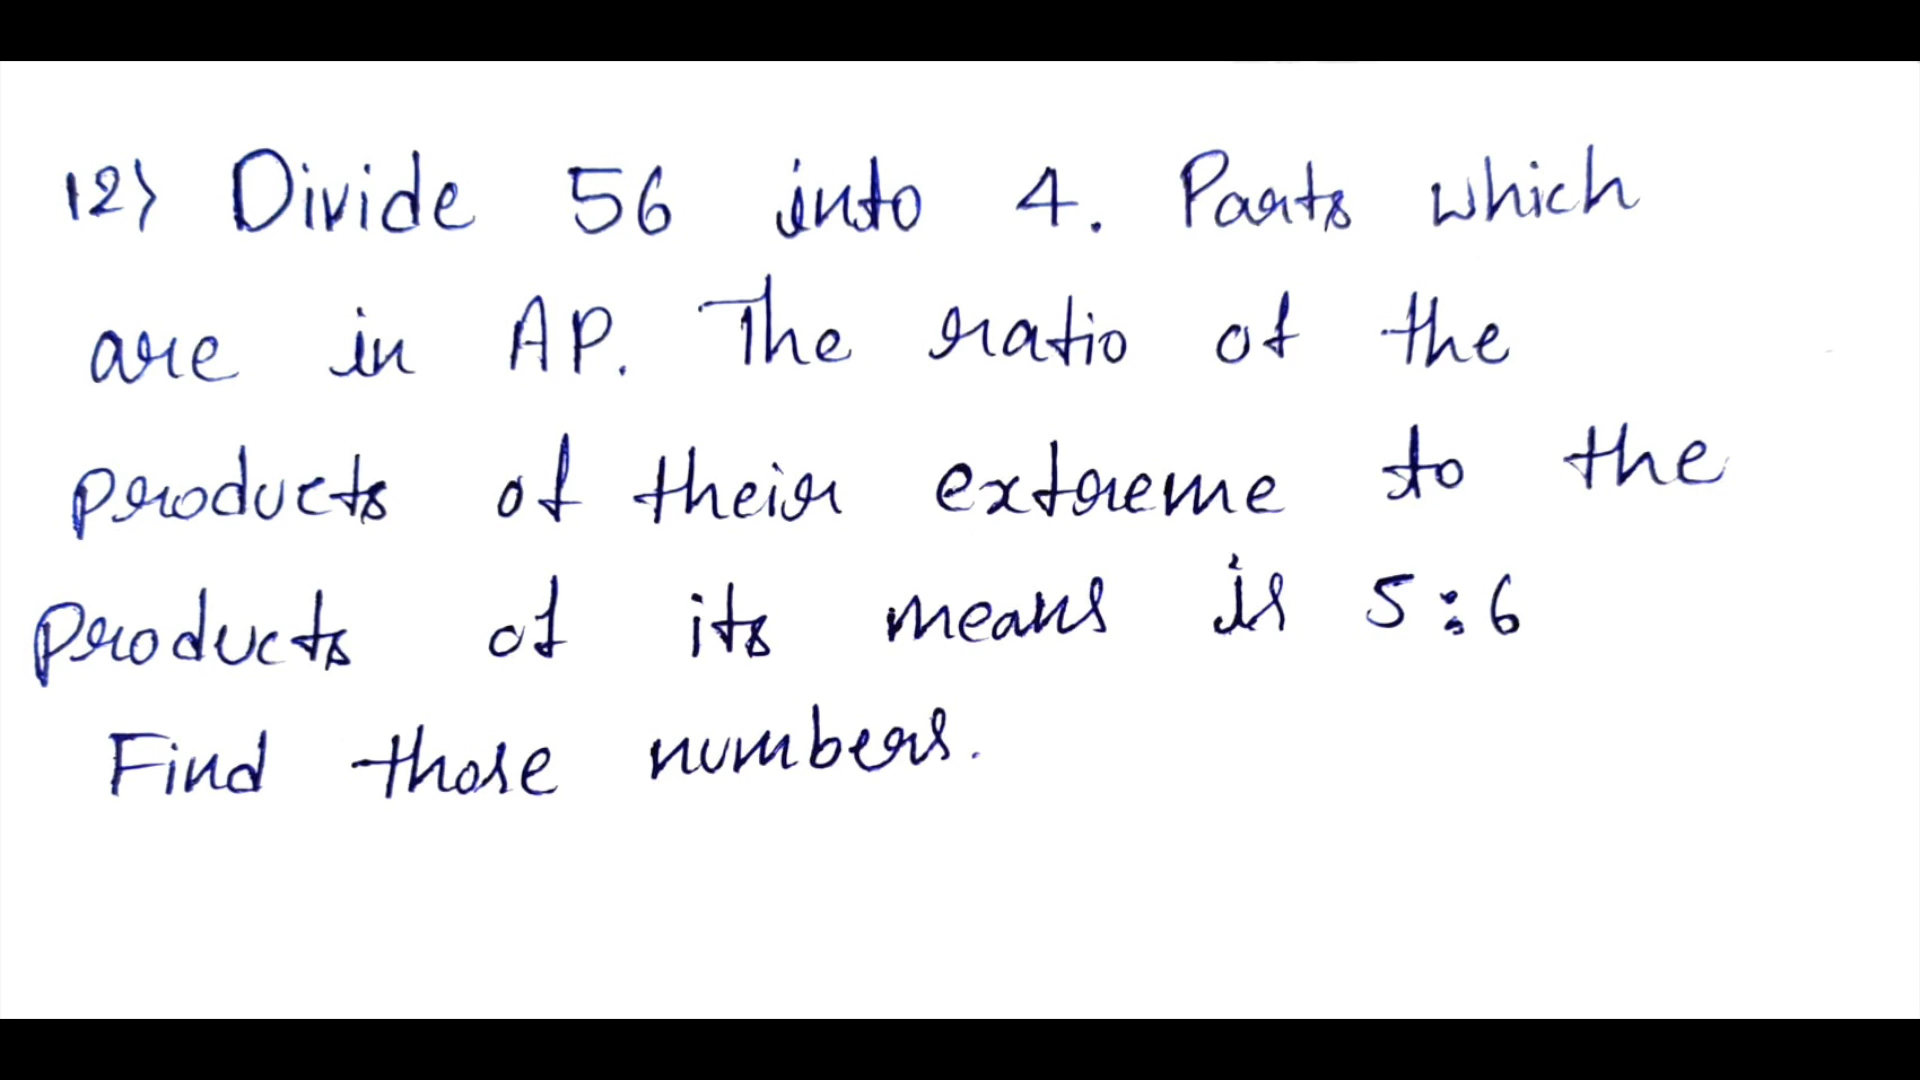 12) Divide 56 into 4. Parts which
are in AP. The ratio of the
products of their extreme to the
products of its means is 5:6
Find those numbers.